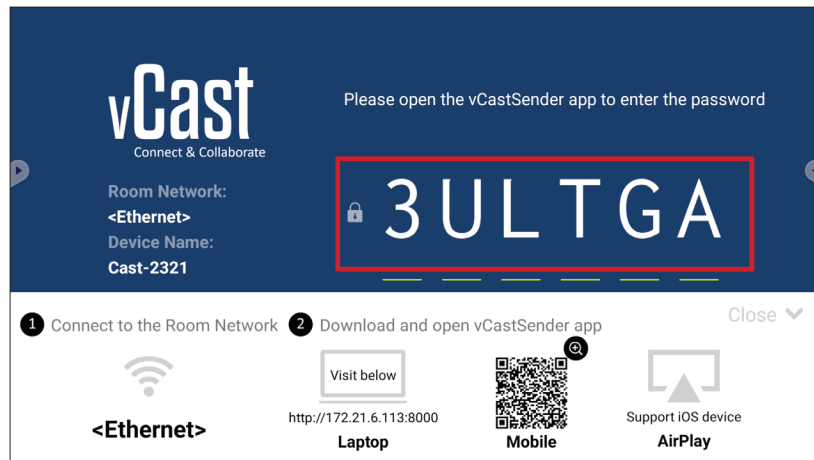 vCast
Connect & Collaborate
Please open the vCastSender app to enter the password
Room Network:
<Ethernet>
Device Name:
Cast-2321
3ULTGA
Close
1 Connect to the Room Network
2 Download and open vCastSender app
<Ethernet>
Visit below
http://172.21.6.113:8000
Laptop
Mobile
Support iOS device
AirPlay